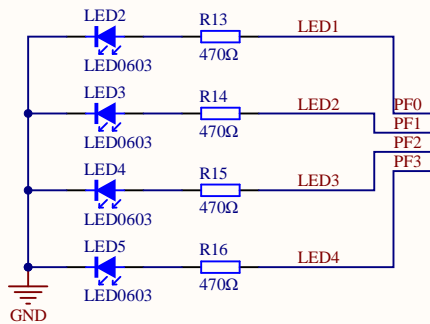 LED2
R13
LED1
LED0603
470Ω
LED3
R14
LED2
PF0
LED0603
470Ω
PF1
LED4
R15
PF2
LED0603
470Ω
LED3
PF3
LED5
R16
LED4
LED0603
470Ω
GND